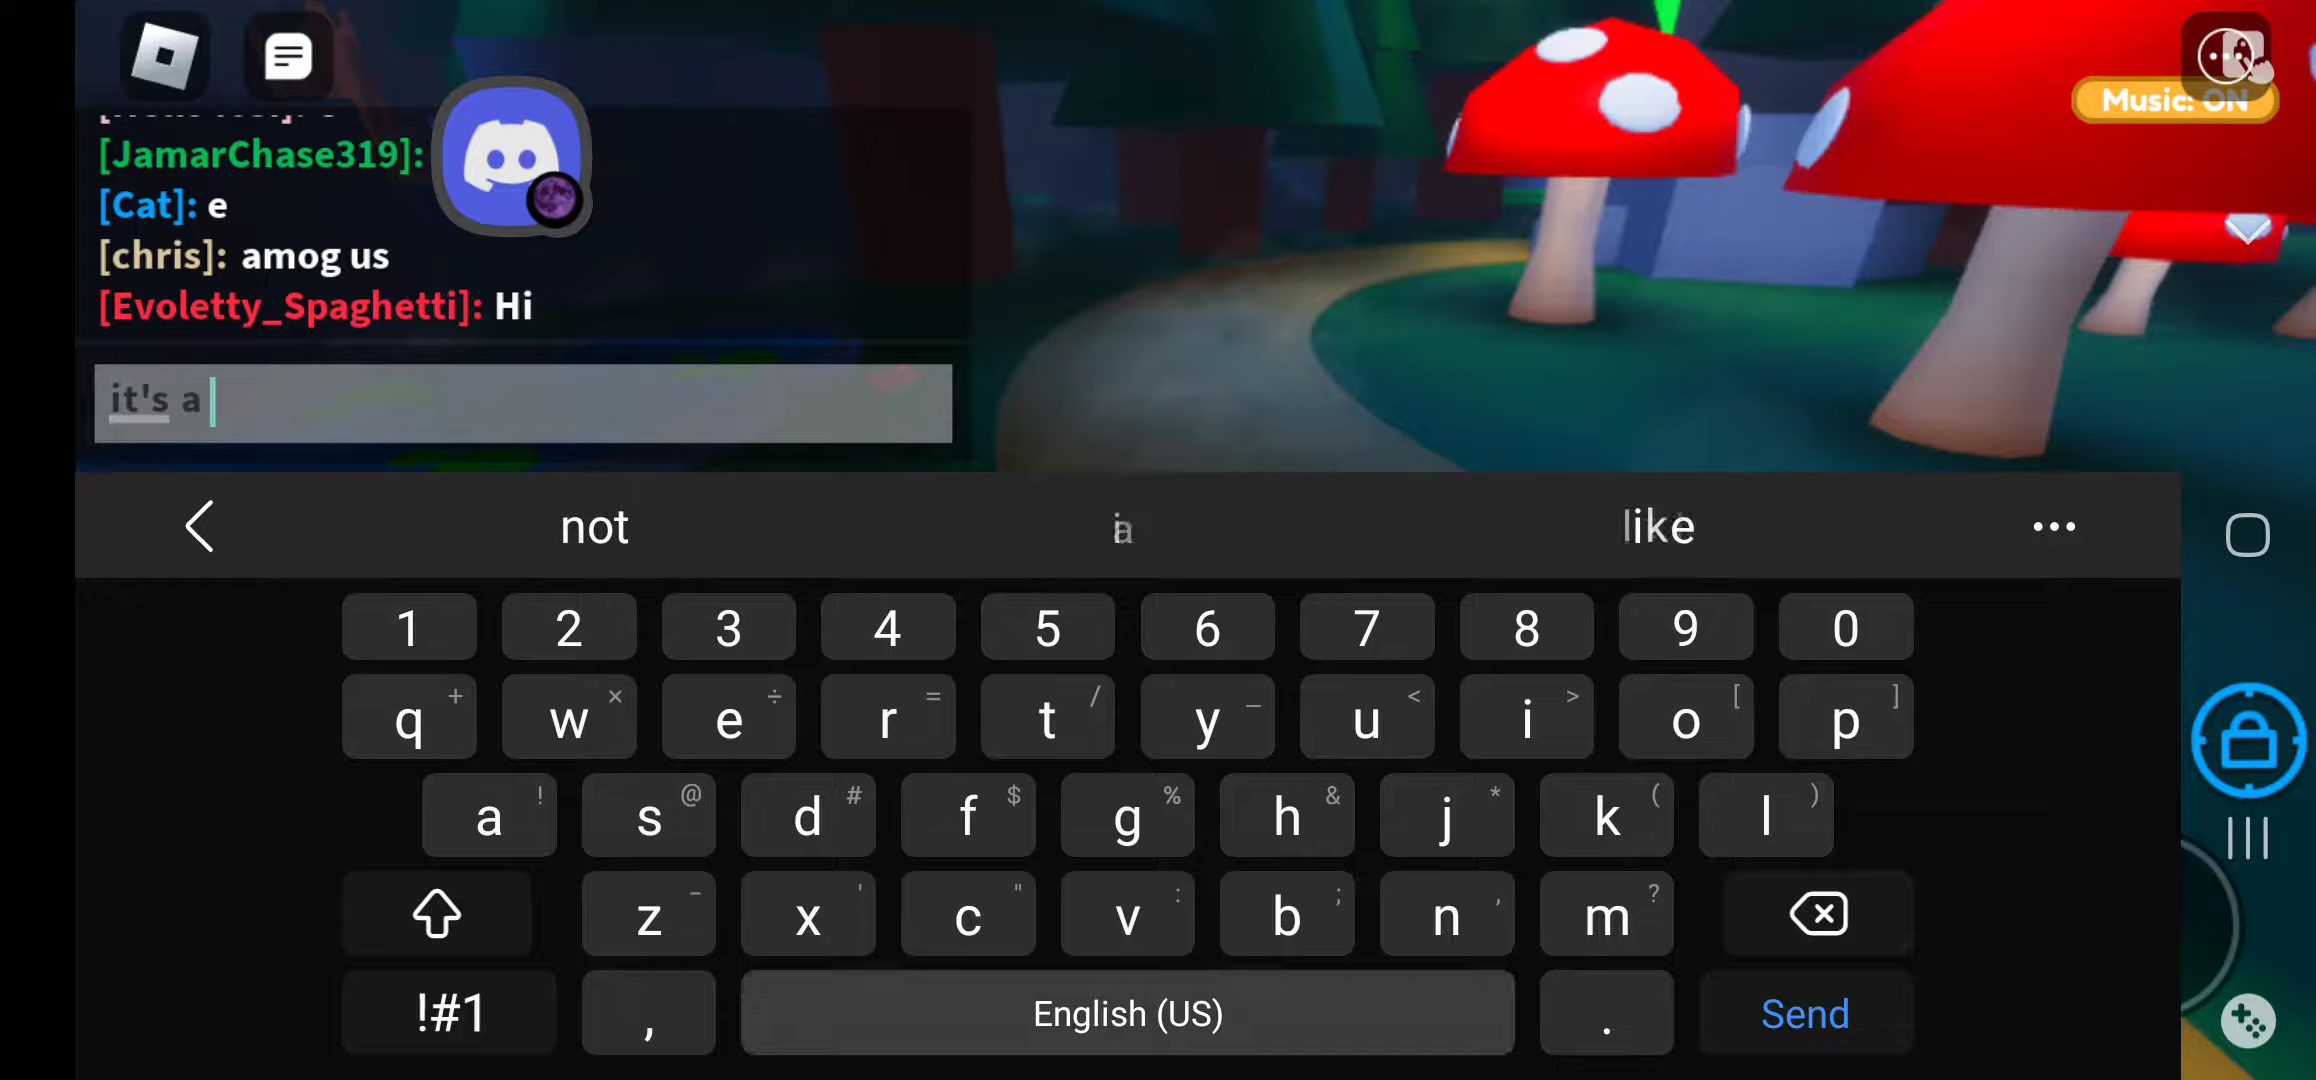 [JamarChase319]:
[Cat]: e
[chris]: amog us
[Evoletty_Spaghetti]: Hi
Music: ON
it's a
not
like
1 2 3 4 5 6 7 8 9 0
q + w × e ÷ r = t / y _ u < i > o [ p ]
a ! s @ d # f $ g % h & j * k ( l )
z - x ' c " v : b ; n , m ?
!#1 , English (US) . Send